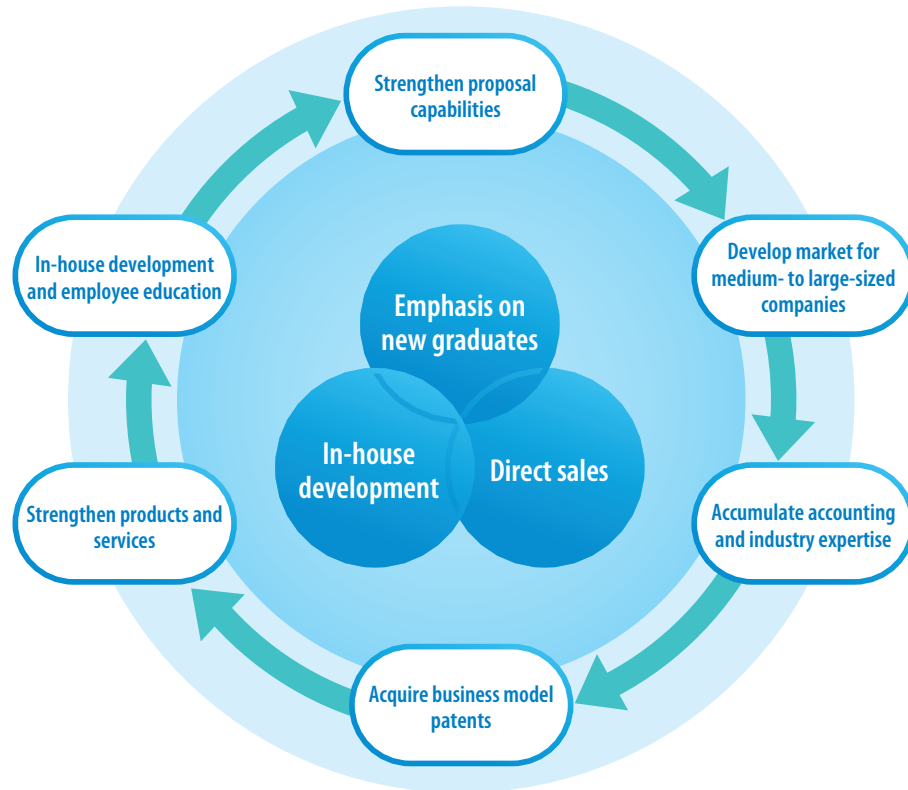 Strengthen proposal
capabilities
Develop market for
medium- to large-sized
companies
Accumulate accounting
and industry expertise
Acquire business model
patents
Strengthen products and
services
In-house development
and employee education
Emphasis on
new graduates
In-house
development
Direct sales